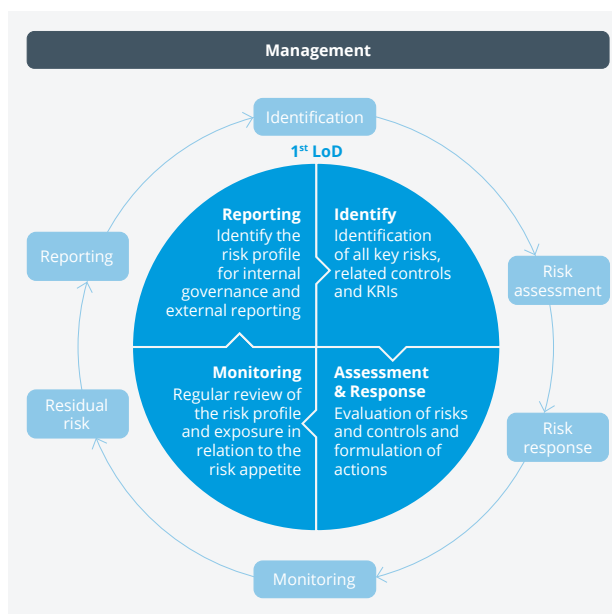 Management
Identification
1st LoD
Reporting
Identify the
risk profile
for internal
governance and
external reporting
Identify
Identification
of all key risks,
related controls
and KRIs
Reporting
Risk
assessment
Monitoring
Regular review of
the risk profile
and exposure in
relation to the
risk appetite
Assessment
& Response
Evaluation of risks
and controls and
formulation of
actions
Residual
risk
Risk
response
Monitoring